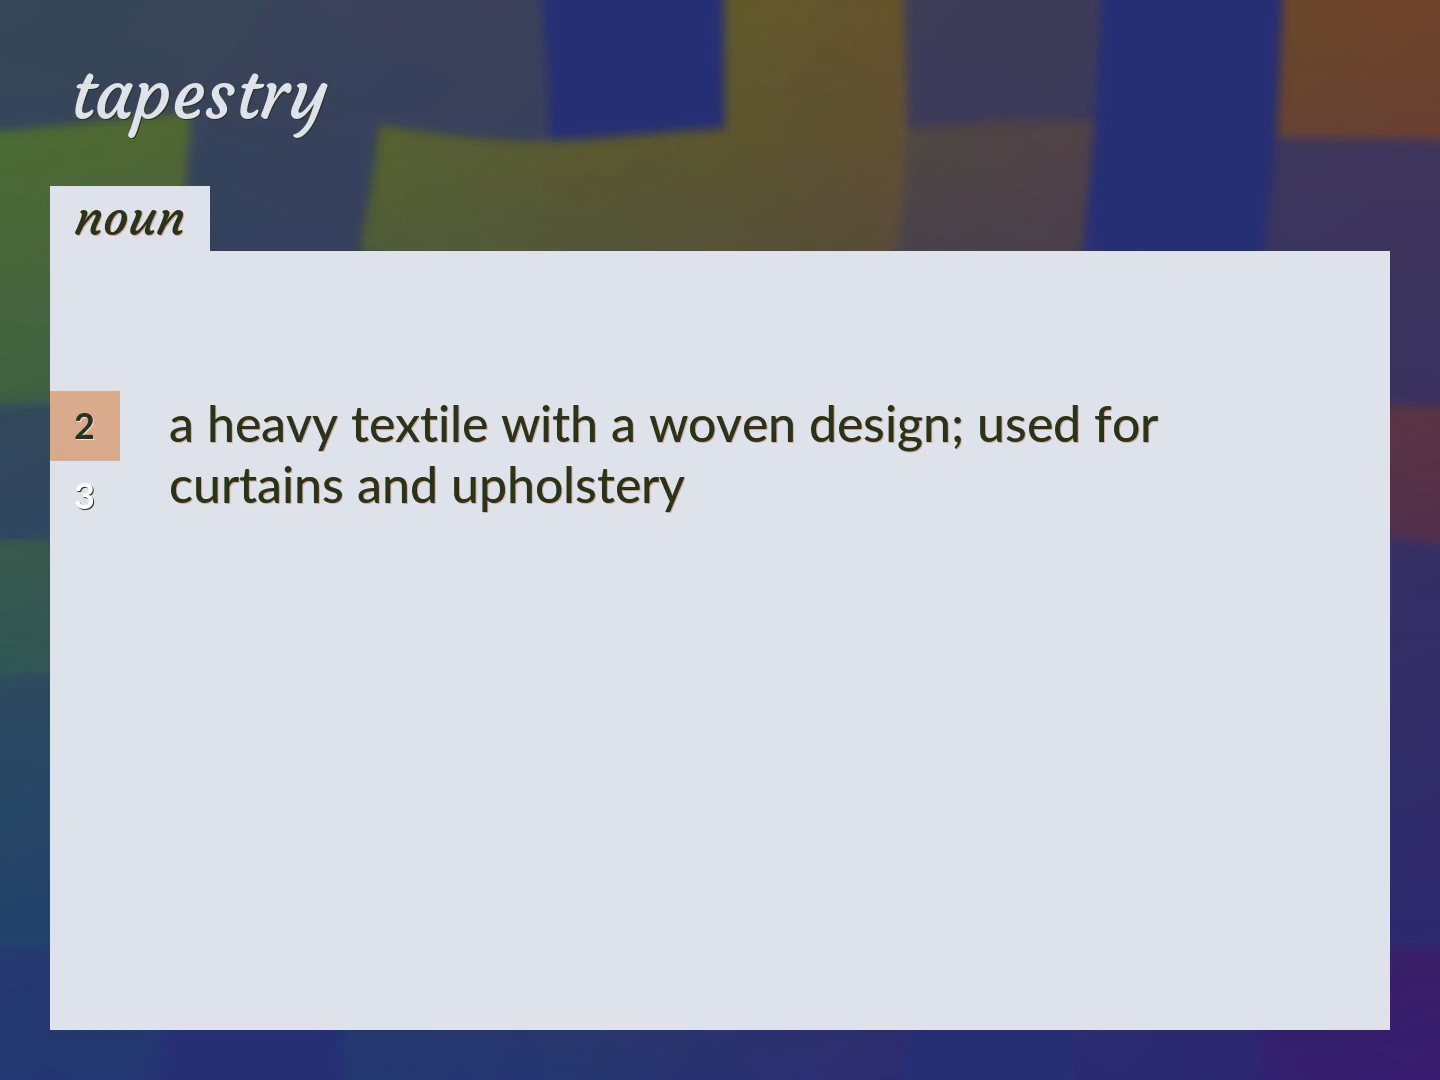 tapestry
noun
2
a heavy textile with a woven design; used for
curtains and upholstery
3